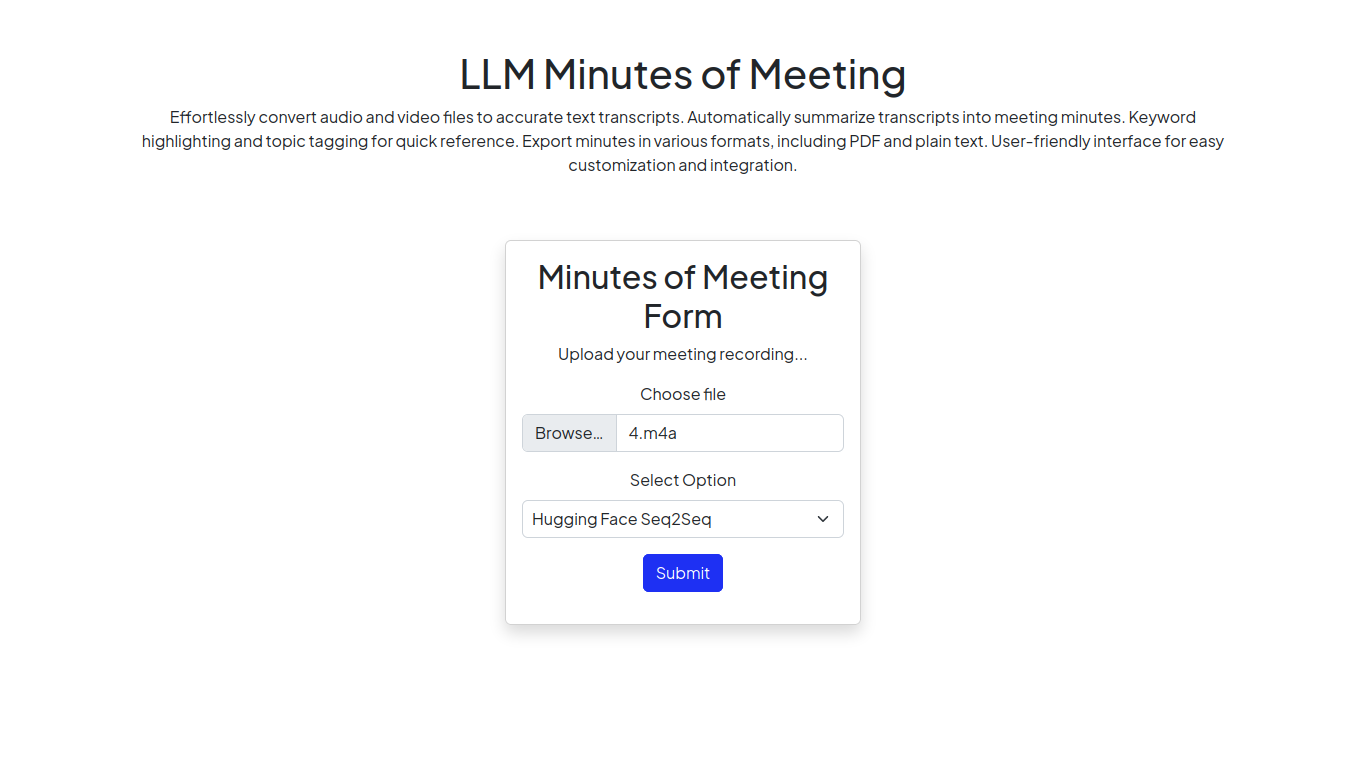 LLM Minutes of Meeting
Effortlessly convert audio and video files to accurate text transcripts. Automatically summarize transcripts into meeting minutes. Keyword
highlighting and topic tagging for quick reference. Export minutes in various formats, including PDF and plain text. User-friendly interface for easy
customization and integration.
Minutes of Meeting
Form
Upload your meeting recording...
Choose file
Browse... 4.m4a
Select Option
Hugging Face Seq2Seq
Submit